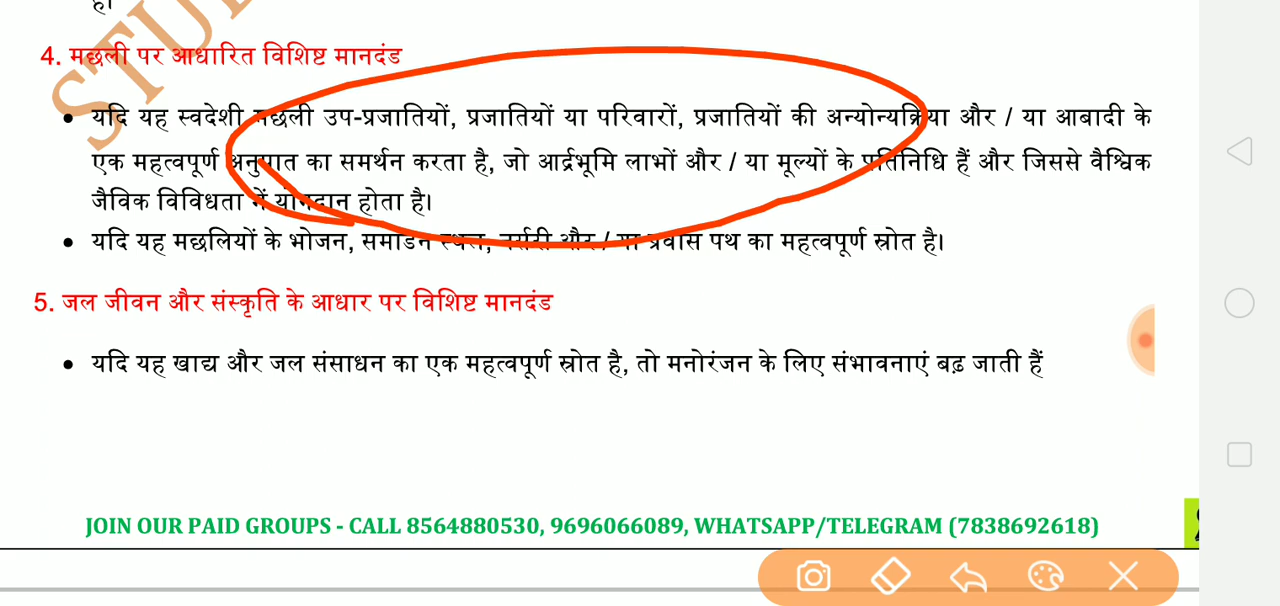 है।
4. मछली पर आधारित विशिष्ट मानदंड
• यदि यह स्वदेशी मछली उप-प्रजातियों, प्रजातियों या परिवारों, प्रजातियों की अन्योन्यक्रिया और / या आबादी के
एक महत्वपूर्ण अनुपात का समर्थन करता है, जो आर्द्रभूमि लाभों और / या मूल्यों के प्रतिनिधि हैं और जिससे वैश्विक
जैविक विविधता में योगदान होता है।
• यदि यह मछलियों के भोजन, स्थल, और / या प्रवास पथ का महत्वपूर्ण स्रोत है।
5. जल जीवन और संस्कृति के आधार पर विशिष्ट मानदंड
• यदि यह खाद्य और जल संसाधन का एक महत्वपूर्ण स्रोत है, तो मनोरंजन के लिए संभावनाएं बढ़ जाती हैं
JOIN OUR PAID GROUPS - CALL 8564880530, 9696066089, WHATSAPP/TELEGRAM (7838692618)
STU